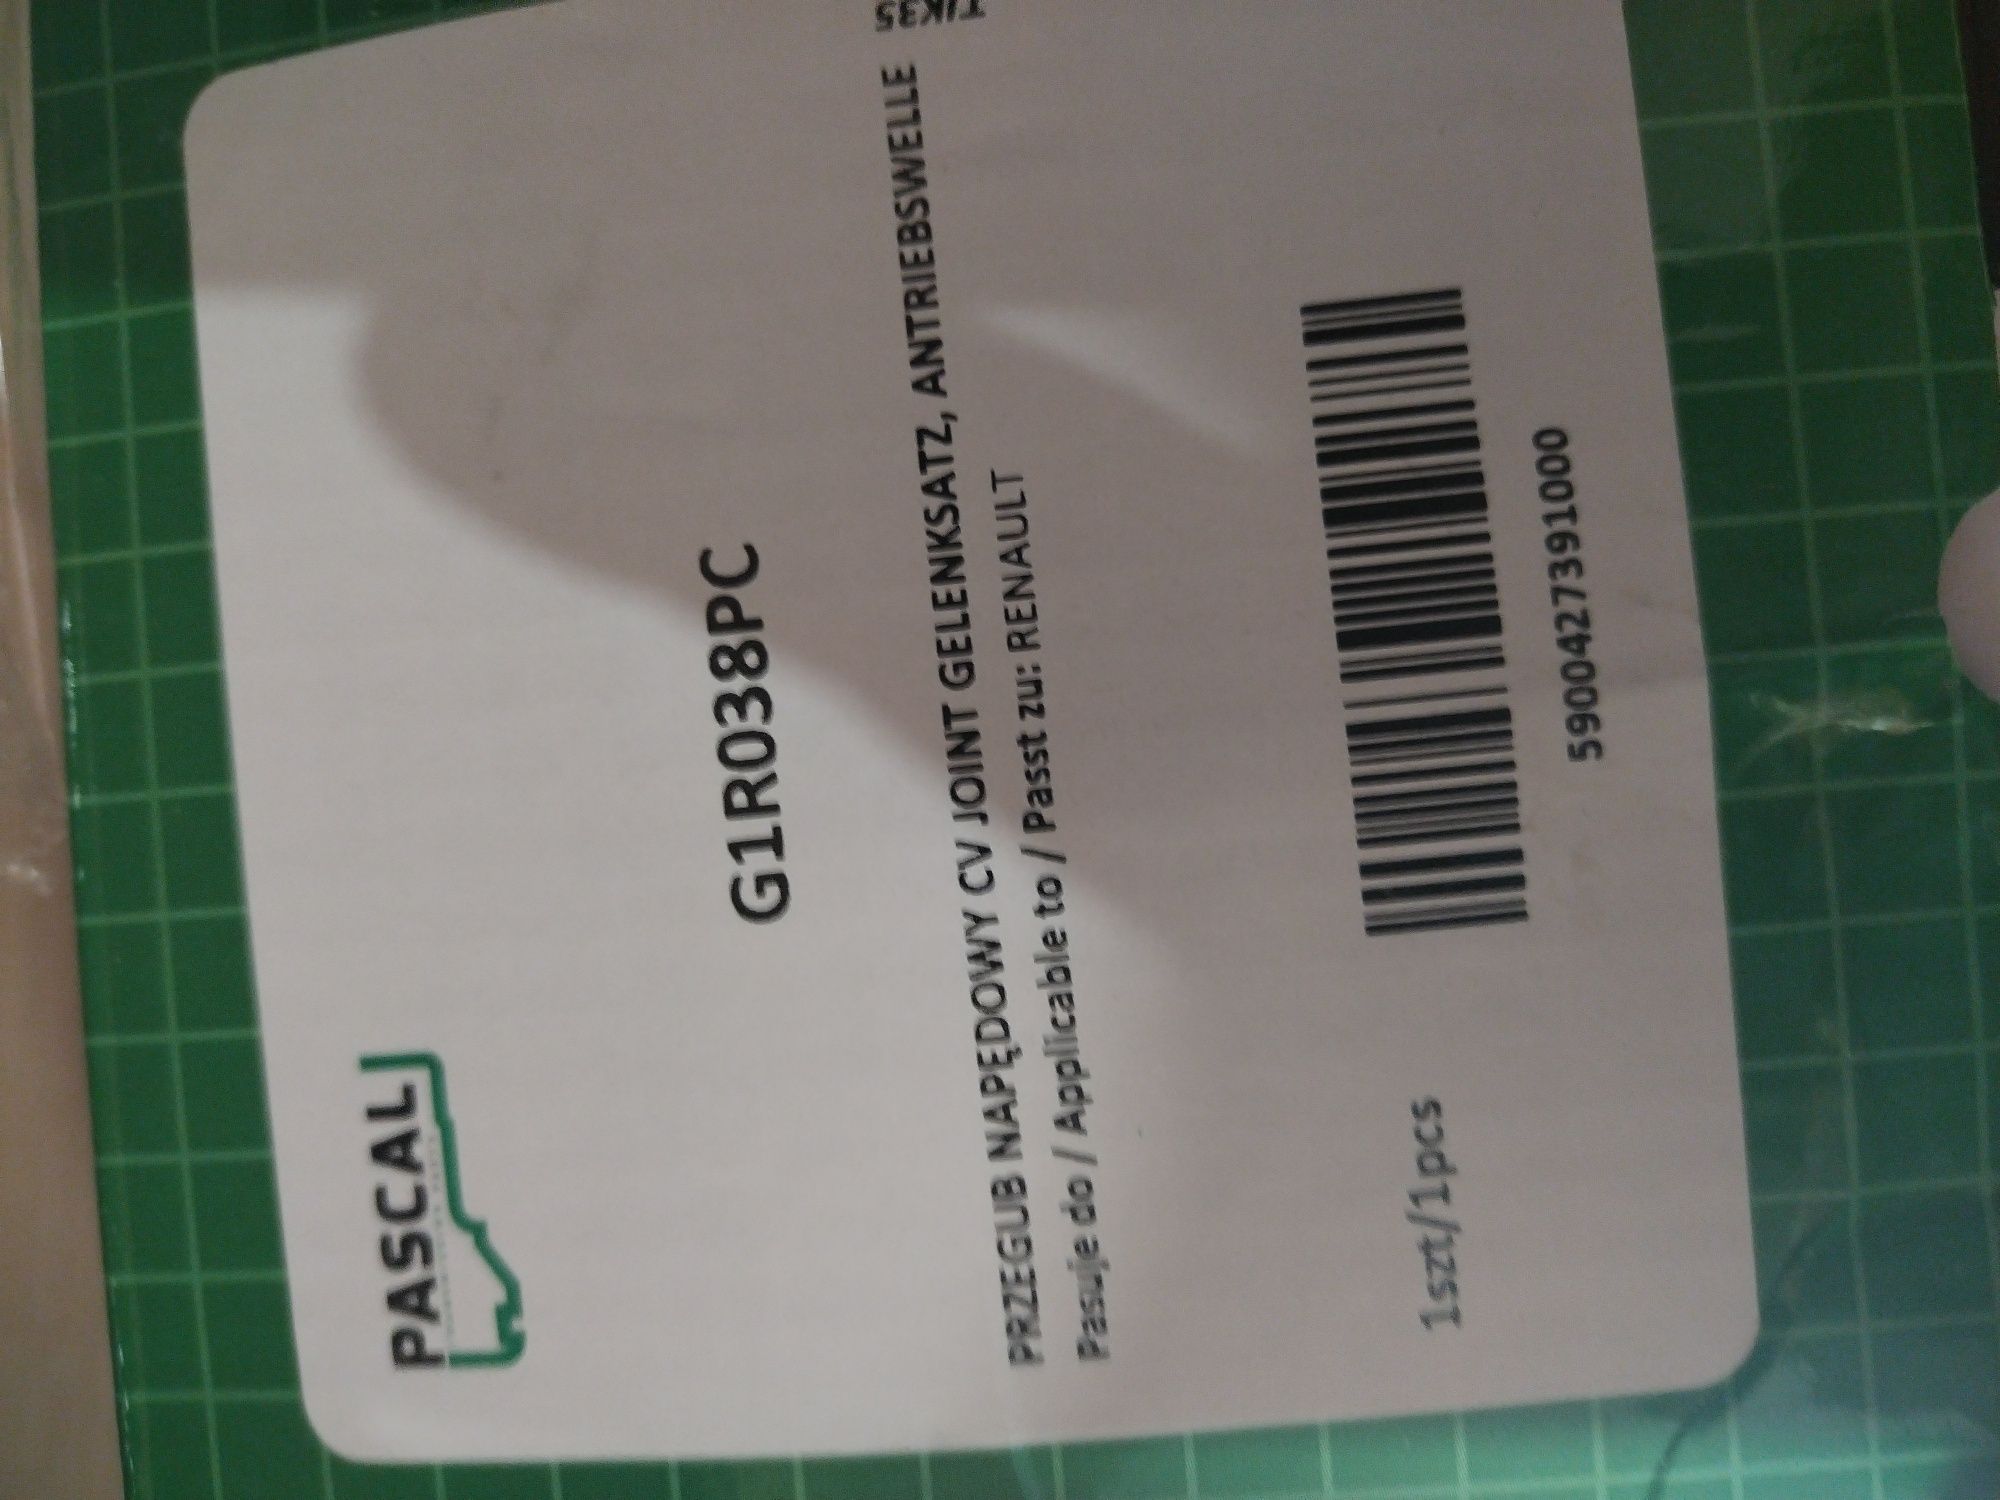 PASCAL
G1R038PC
PRZEGUB NAPĘDOWY CV JOINT GELENKSATZ, ANTRIEBSWELLE
Pasuje do / Applicable to / Passt zu: RENAULT
1szt/1pcs
5900427391000